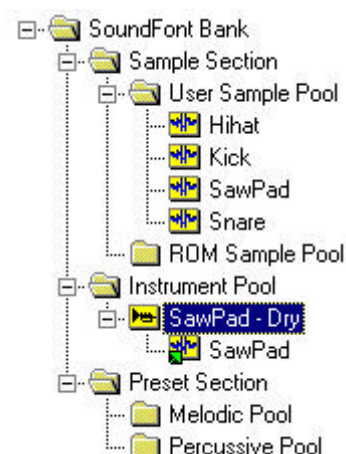 SoundFont Bank
Sample Section
User Sample Pool
Hihat
Kick
SawPad
Snare
ROM Sample Pool
Instrument Pool
SawPad - Dry
SawPad
Preset Section
Melodic Pool
Percussive Pool